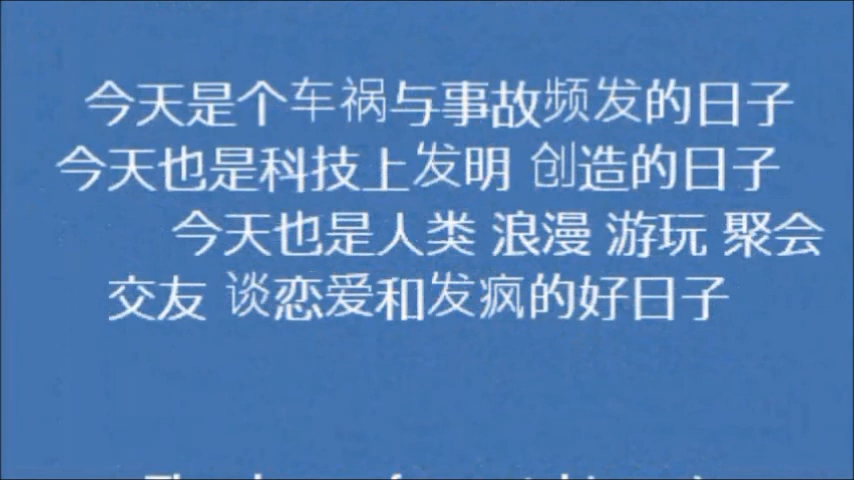 今天是个车祸与事故频发的日子
今天也是科技上发明 创造的日子
今天也是人类 浪漫 游玩 聚会
交友 谈恋爱和发疯的好日子